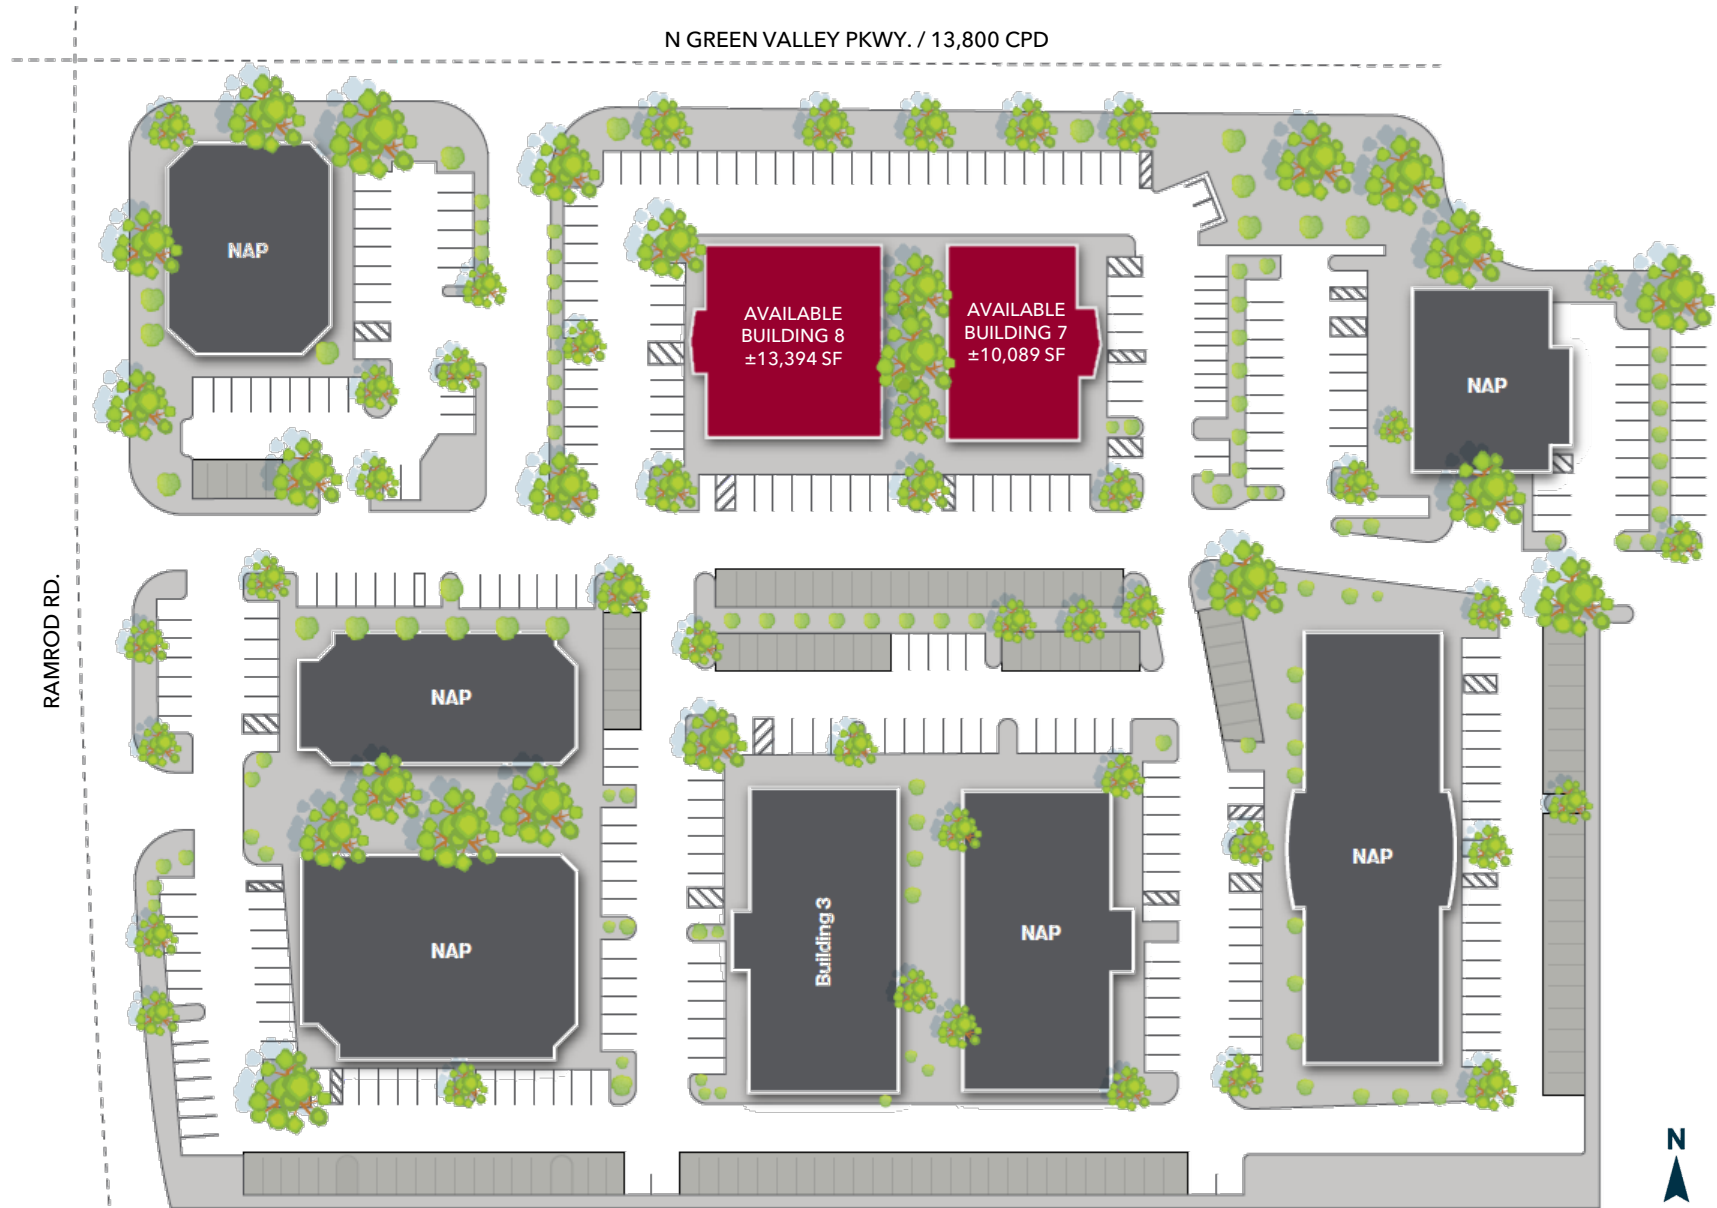 N GREEN VALLEY PKWY. / 13,800 CPD
RAMROD RD.
NAP
AVAILABLE
BUILDING 8
±13,394 SF
AVAILABLE
BUILDING 7
±10,089 SF
NAP
NAP
NAP
Building 3
NAP
NAP
N